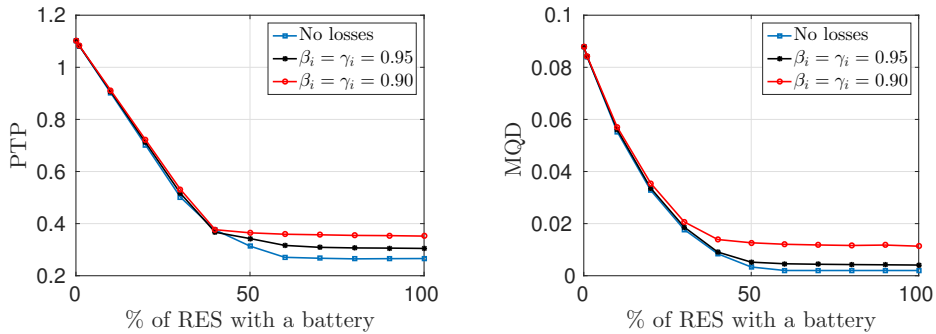 1.2
1
0.8
0.6
0.4
0.2
PTP
0
50
100
% of RES with a battery
No losses
βi = γi = 0.95
βi = γi = 0.90
0.1
0.08
0.06
0.04
0.02
0
MQD
0
50
100
% of RES with a battery
No losses
βi = γi = 0.95
βi = γi = 0.90